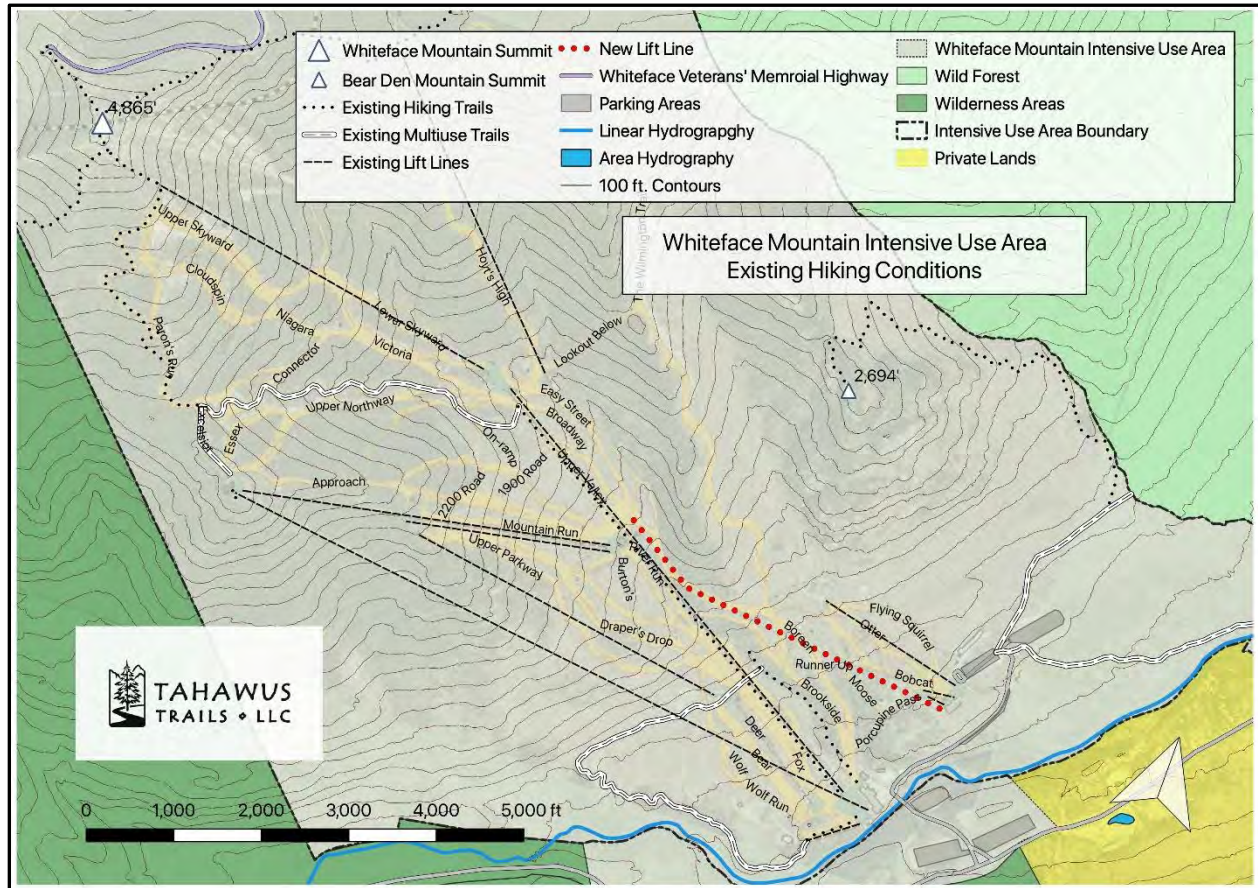 Whiteface Mountain Summit
Bear Den Mountain Summit
Existing Hiking Trails
Existing Multiuse Trails
Existing Lift Lines
New Lift Line
Whiteface Veterans' Memroial Highway
Parking Areas
Linear Hydrograpghy
Area Hydrography
100 ft. Contours
Whiteface Mountain Intensive Use Area
Wild Forest
Wilderness Areas
Intensive Use Area Boundary
Private Lands
Whiteface Mountain Intensive Use Area
Existing Hiking Conditions
4,865'
Upper Skyward
Cloudspin
Niagara
Victoria
Lower Skyward
Hoyt's High
Lookout Below
The Wilmington
2,694'
Paron's Run
Connector
Upper Northway
Excelsior
Essex
On-ramp
Easy Street
Broadway
Upper Valley
Approach
2200 Road
1900 Road
Mountain Run
Upper Parkway
Burton's
River Run
Draper's Drop
Boreen
Runner Up
Brookside
Moose
Porcupine Pass
Flying Squirrel
Otter
Bobcat
Deer
Bear
Fox
Wolf
Wolf Run
TAHAWUS
TRAILS LLC
0 1,000 2,000 3,000 4,000 5,000 ft